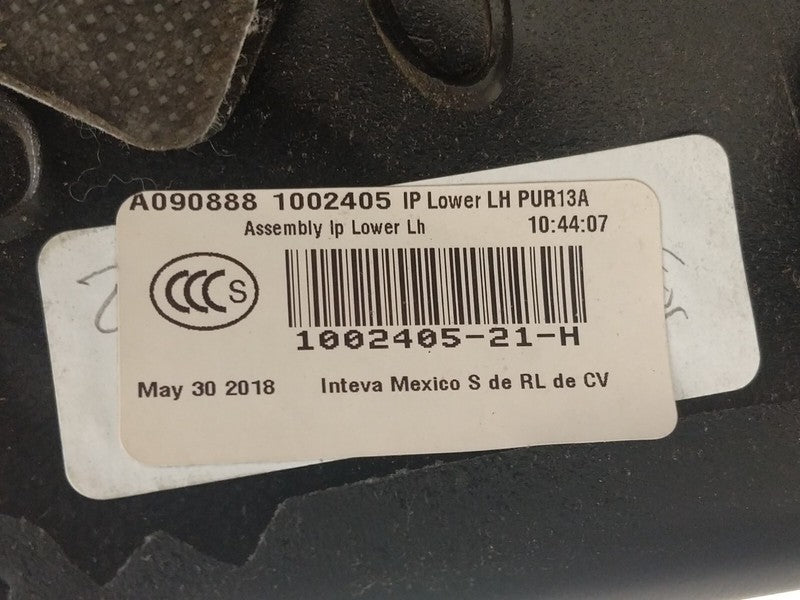 A090888 1002405 IP Lower LH PUR13A
Assembly Ip Lower Lh 10:44:07
CCC S
1002405-21-H
May 30 2018 Inteva Mexico S de RL de CV